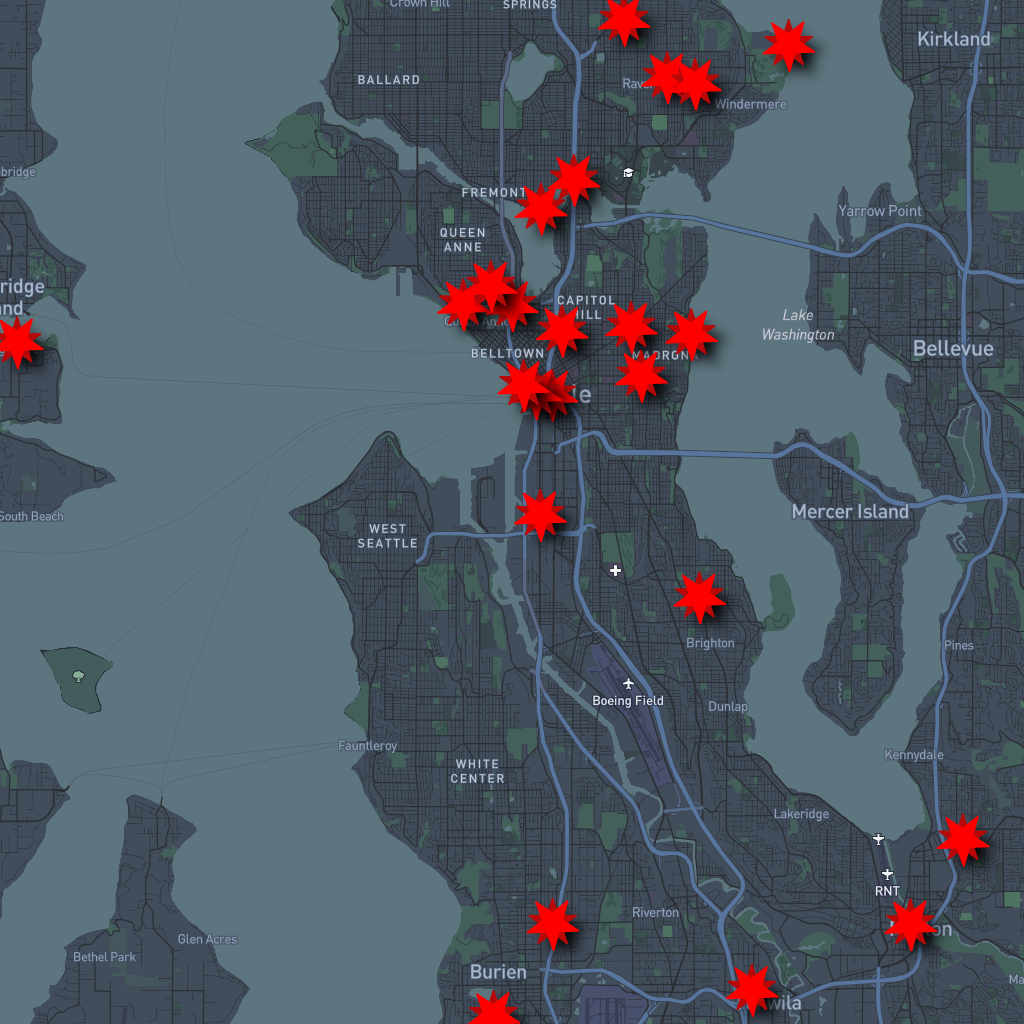 Crown Hill
SPRINGS
Kirkland
BALLARD
Windermere
bridge
FREMONT
Yarrow Point
QUEEN
ANNE
CAPITOL
HILL
Lake
Washington
BELLTOWN
Bellevue
South Beach
WEST
SEATTLE
Mercer Island
Brighton
Pines
Boeing Field
Dunlap
Fauntleroy
Kennydale
WHITE
CENTER
Lakeridge
RNT
Riverton
Glen Acres
Bethel Park
Burien